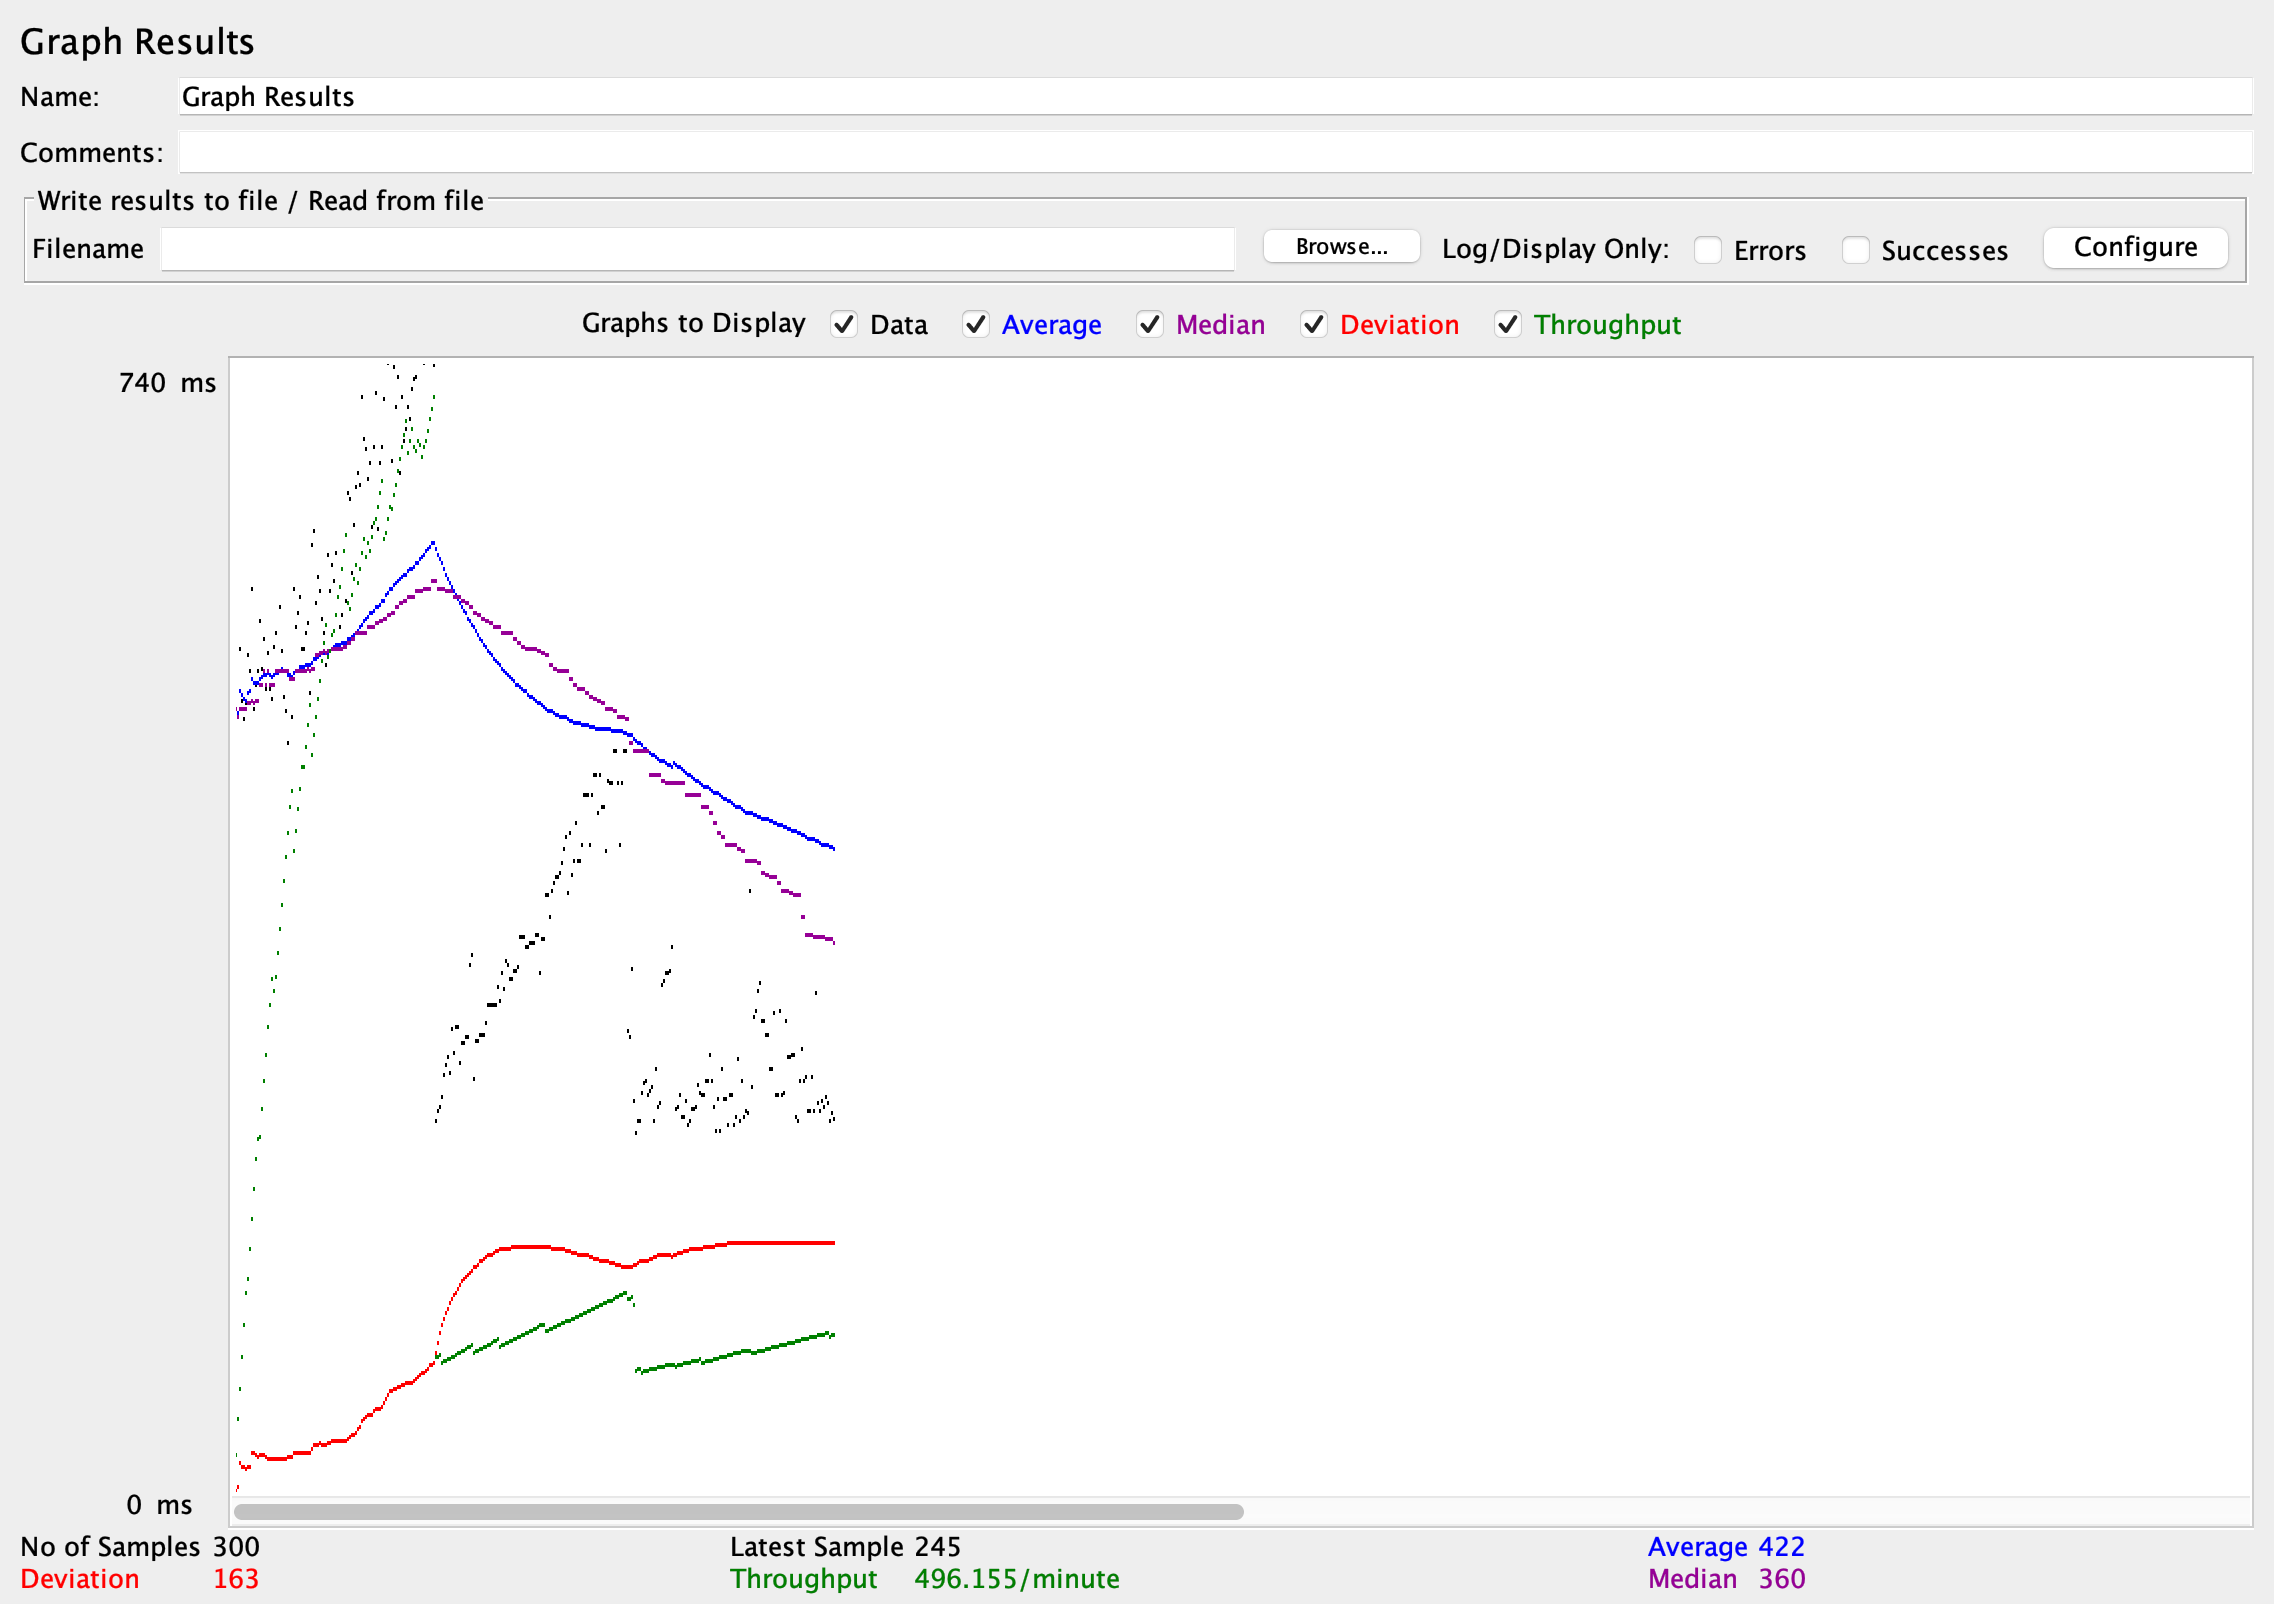 Graph Results
Name: Graph Results
Comments:
Write results to file / Read from file
Filename Browse... Log/Display Only: Errors Successes Configure
Graphs to Display Data Average Median Deviation Throughput
740 ms
0 ms
No of Samples 300 Latest Sample 245 Average 422
Deviation 163 Throughput 496.155/minute Median 360